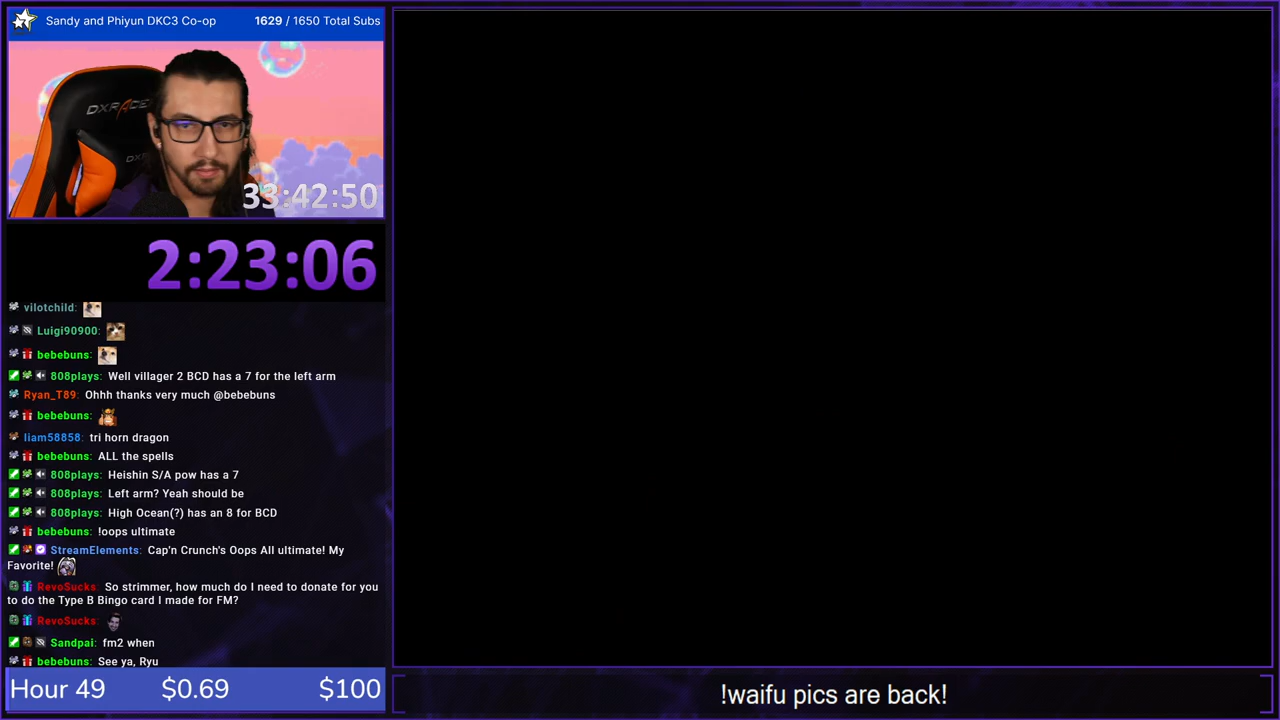 Sandy and Phiyun DKC3 Co-op 1629 / 1650 Total Subs
DXRACER
33:42:50
2:23:06
vilotchild:
Luigi90900:
bebebuns:
808plays: Well villager 2 BCD has a 7 for the left arm
Ryan_T89: Ohhh thanks very much @bebebuns
bebebuns:
liam58858: tri horn dragon
bebebuns: ALL the spells
808plays: Heishin S/A pow has a 7
808plays: Left arm? Yeah should be
808plays: High Ocean(?) has an 8 for BCD
bebebuns: !oops ultimate
StreamElements: Cap'n Crunch's Oops All ultimate! My
Favorite!
RevoSucks: So strimmer, how much do I need to donate for you
to do the Type B Bingo card I made for FM?
RevoSucks:
Sandpai: fm2 when
bebebuns: See ya, Ryu
Hour 49 $0.69 $100
!waifu pics are back!